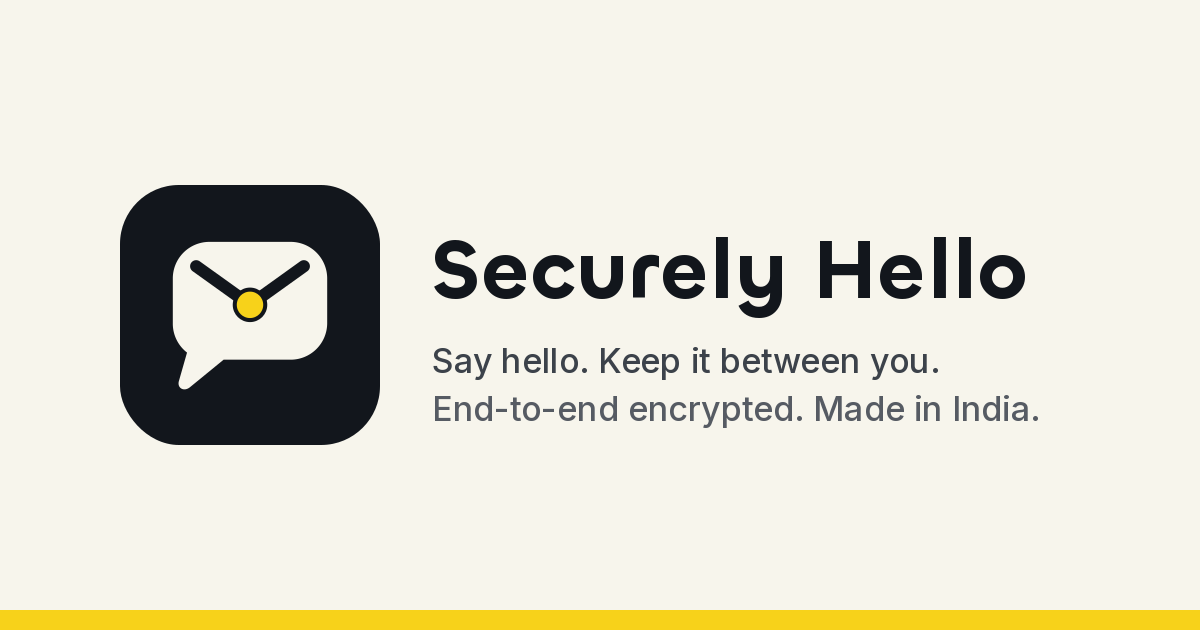 Securely Hello
Say hello. Keep it between you.
End-to-end encrypted. Made in India.